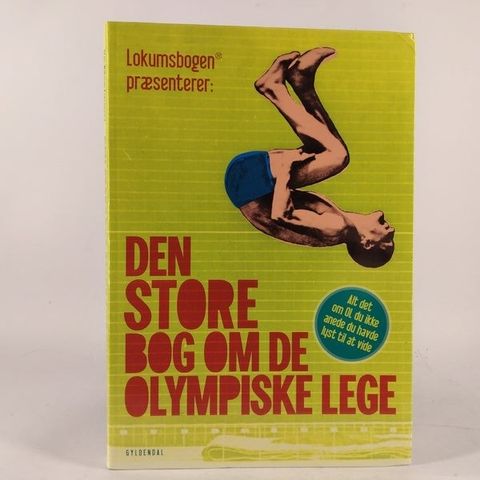 Lokumsbogen®
præsenterer:
DEN
STORE
BOG OM DE
OLYMPISKE LEGE
Alt det
om OL du ikke
anede du havde
lyst til at vide
GYLDENDAL